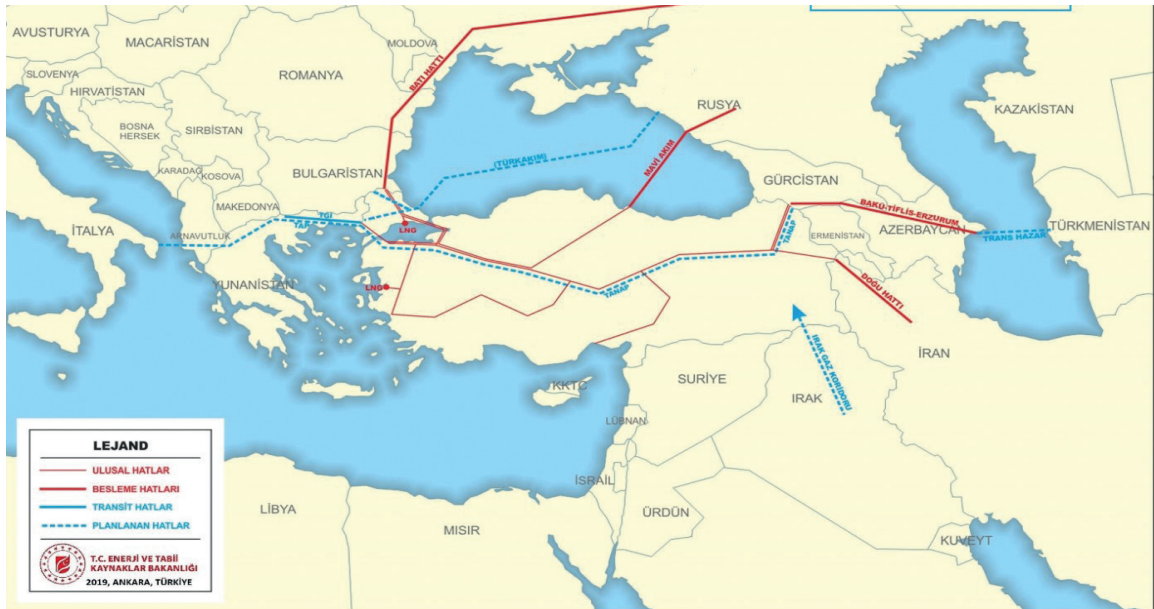 AVUSTURYA
MACARİSTAN
MOLDOVA
SLOVENYA
HIRVATİSTAN
ROMANYA
BATI HATTI
RUSYA
KAZAKİSTAN
BOSNA
HERSEK
SIRBİSTAN
(TÜRKAKIM)
MAVİ AKIM
KARADAĞ
KOSOVA
BULGARİSTAN
GÜRCİSTAN
MAKEDONYA
BAKÜ-TİFLİS-ERZURUM
İTALYA
ARNAVUTLUK
TGI
TAP
LNG
TANAP
ERMENİSTAN
AZERBAYCAN
TRANS HAZAR
TÜRKMENİSTAN
YUNANİSTAN
LNG
TANAP
DOĞU HATTI
İRAN
KKTC
SURİYE
IRAK
IRAK GAZ KORİDORU
LÜBNAN
İSRAİL
ÜRDÜN
LİBYA
MISIR
KUVEYT
LEJAND
ULUSAL HATLAR
BESLEME HATLARI
TRANSİT HATLAR
PLANLANAN HATLAR
T.C. ENERJİ VE TABİİ
KAYNAKLAR BAKANLIĞI
2019, ANKARA, TÜRKİYE